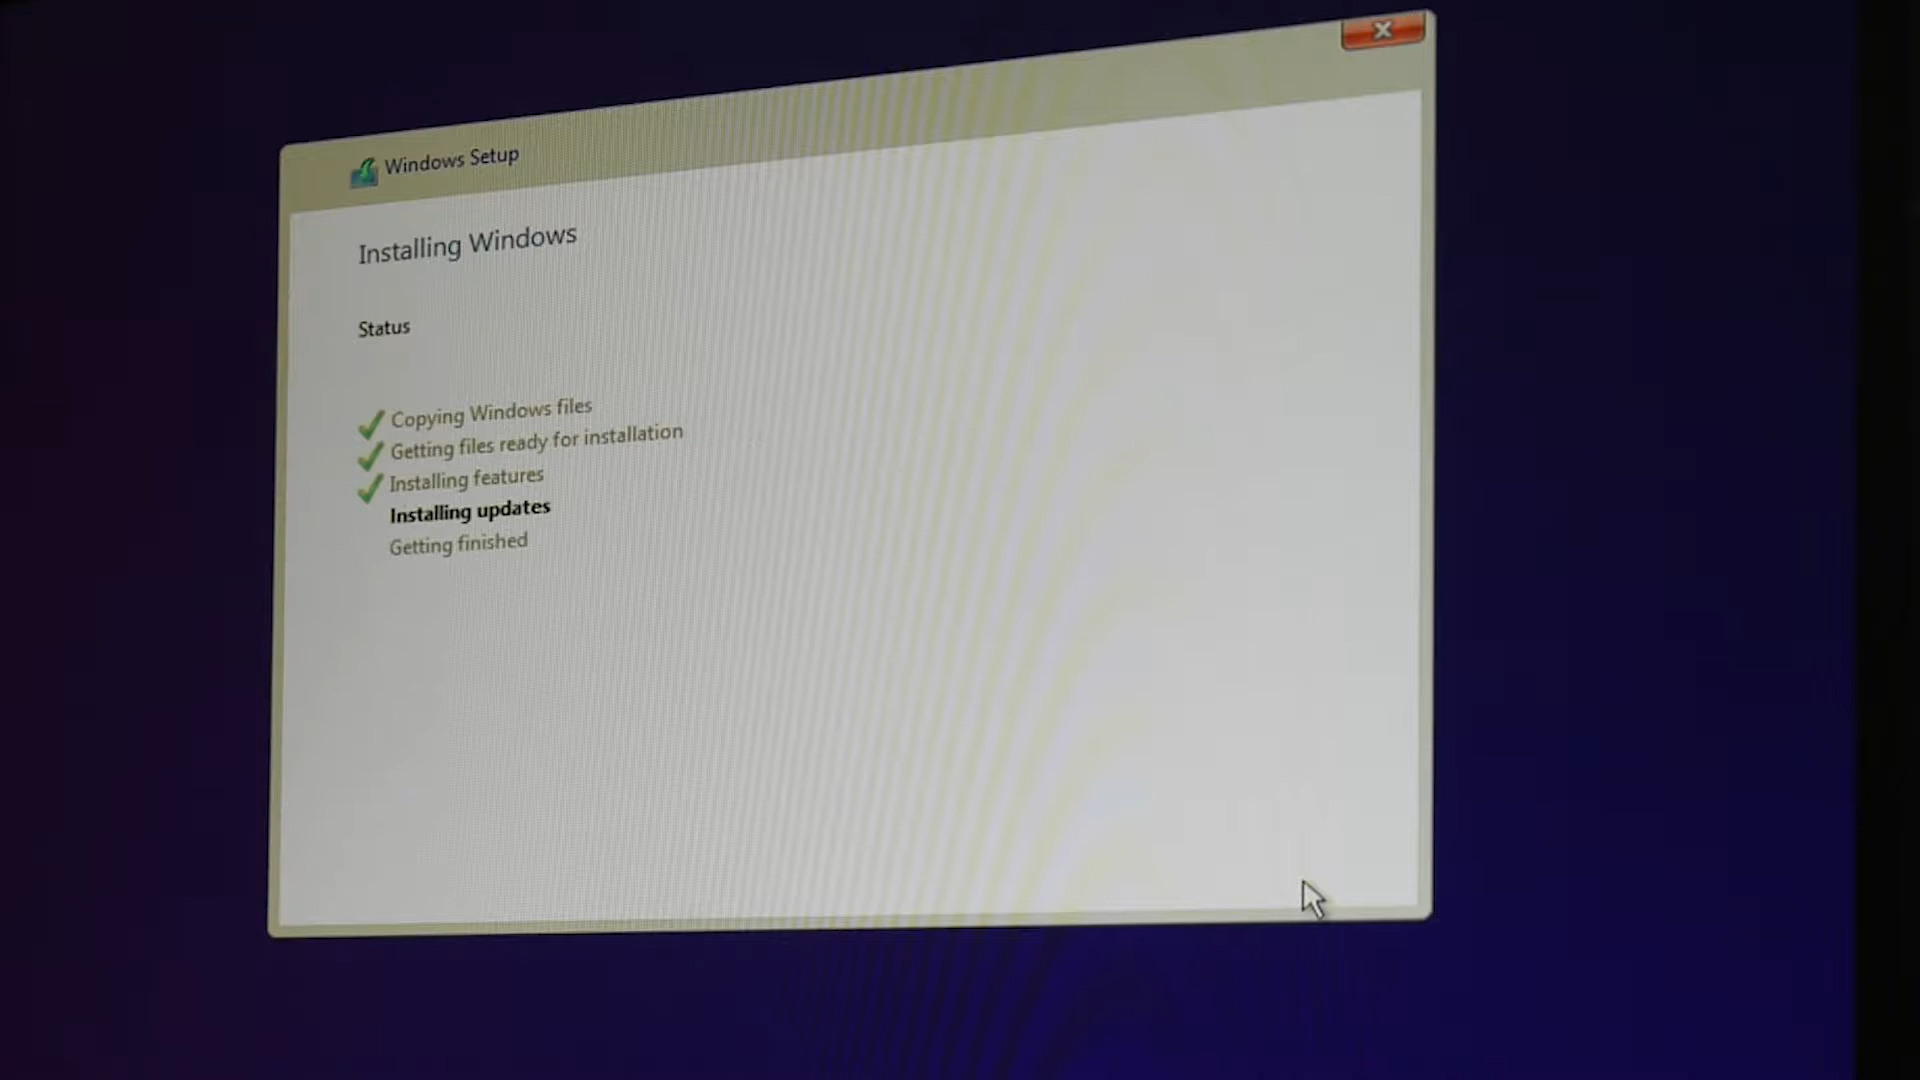 Windows Setup
Installing Windows
Status
Copying Windows files
Getting files ready for installation
Installing features
Installing updates
Getting finished